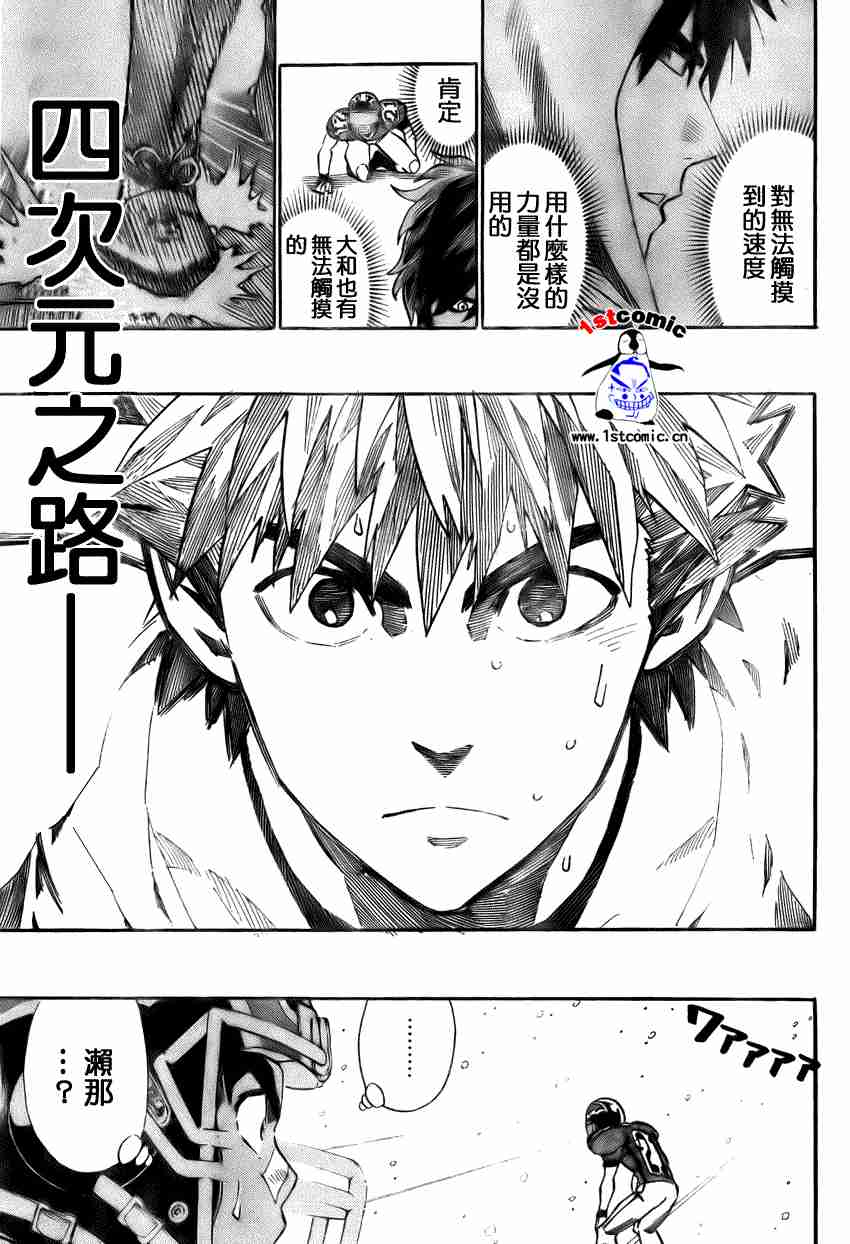 對無法觸摸
到的速度
用什麼樣的
力量都是沒
用的
肯定
大和也有
無法觸摸
的
四次元之路——
1stcomic
www.1stcomic.cn
ワァァァァ
………
瀨那
…？